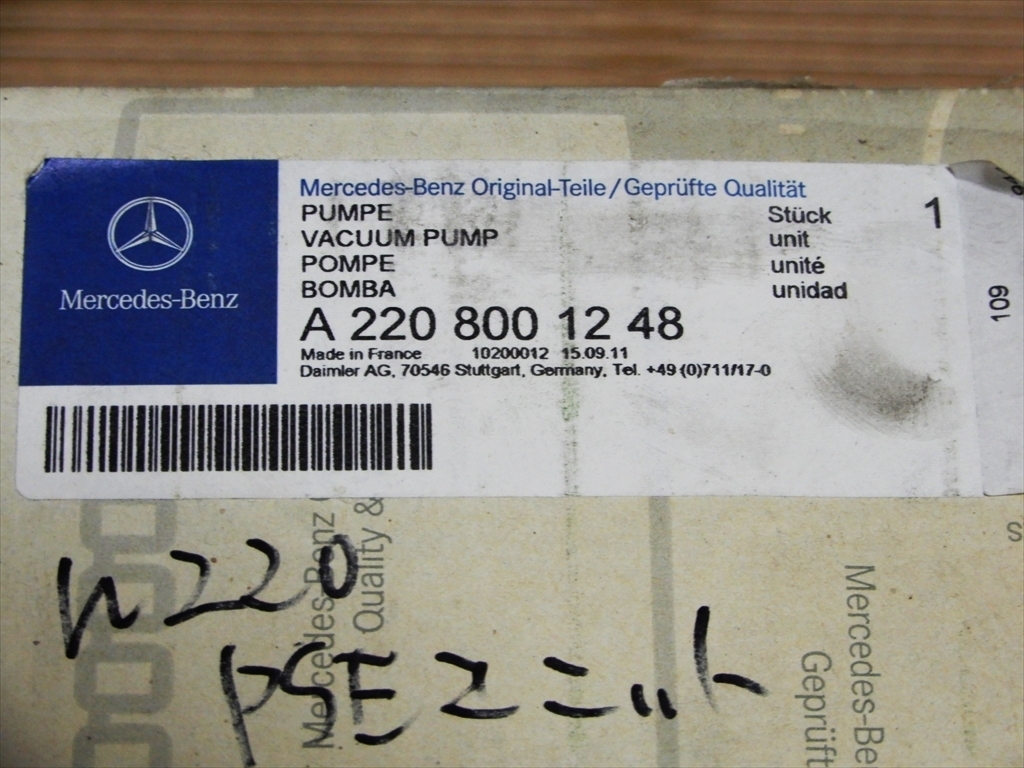 Mercedes-Benz
Mercedes-Benz Original-Teile/Geprüfte Qualität
PUMPE Stück 1
VACUUM PUMP unit
POMPE unité
BOMBA unidad
A 220 800 12 48
Made in France 10200012 15.09.11
Daimler AG, 70546 Stuttgart, Germany, Tel. +49 (0)711/17-0
109
W220
PSEユニット
Mercedes-Benz
Quality &
Mercedes-Be
Geprüft
S